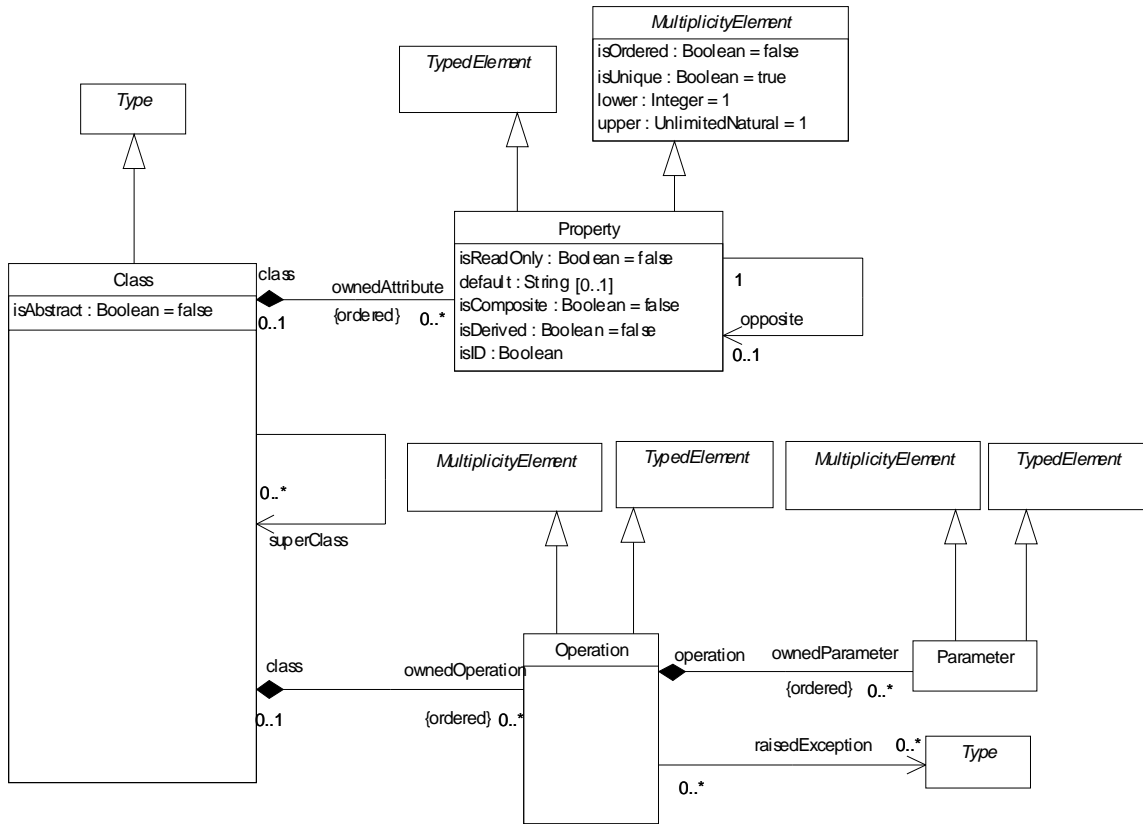 MultiplicityElement
isOrdered : Boolean = false
isUnique : Boolean = true
lower : Integer = 1
upper : UnlimitedNatural = 1
TypedElement
Type
Property
isReadOnly : Boolean = false
default : String [0..1]
isComposite : Boolean = false
isDerived : Boolean = false
isID : Boolean
1
opposite
0..1
Class
isAbstract : Boolean = false
class
0..1
ownedAttribute
{ordered} 0..*
0..*
superClass
MultiplicityElement
TypedElement
MultiplicityElement
TypedElement
class
0..1
ownedOperation
{ordered} 0..*
Operation
operation
ownedParameter
{ordered} 0..*
Parameter
raisedException
0..*
0..*
Type